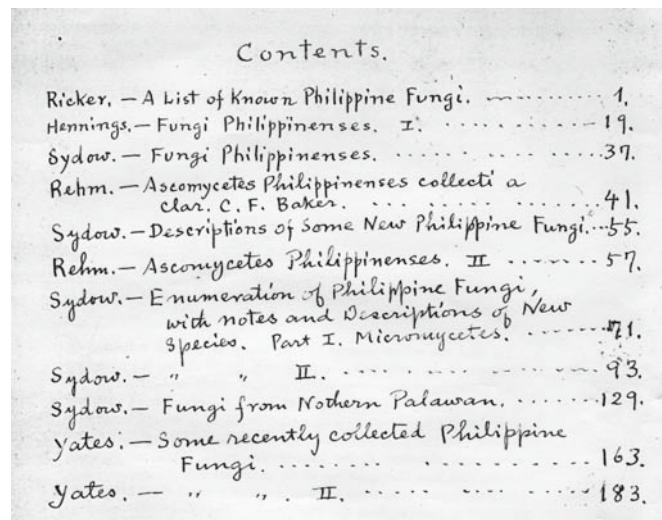 Contents.
Ricker. — A List of Known Philippine Fungi. ............ 1.
Hennings. — Fungi Philippinenses. I. ............ 19.
Sydow. — Fungi Philippinenses. ............ 37.
Rehm. — Ascomycetes Philippinenses collecti a
clar. C. F. Baker. ............ 41.
Sydow. — Descriptions of Some New Philippine Fungi. ... 55.
Rehm. — Ascomycetes Philippinenses. II ............ 57.
Sydow. — Enumeration of Philippine Fungi,
with notes and Descriptions of New
Species. Part I. Micromycetes. ............ 71.
Sydow. — " " II. ............ 93.
Sydow. — Fungi from Nothern Palawan. ............ 129.
Yates. — Some recently collected Philippine
Fungi. ............ 163.
Yates. — " " . II. ............ 183.